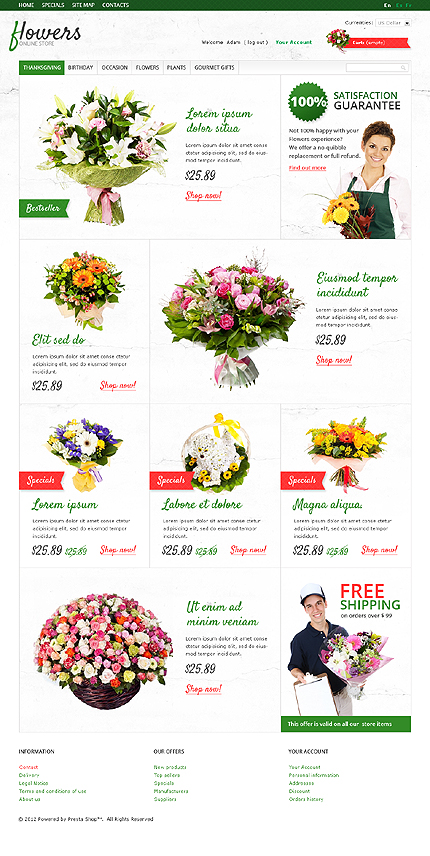 HOME SPECIALS SITE MAP CONTACTS
En
flowers
ONLINE STORE
Currencies: US Dollar
Welcome Adam ( log out ) Your Account
Cart: (empty)
THANKSGIVING BIRTHDAY OCCASION FLOWERS PLANTS GOURMET GIFTS
Lorem ipsum
dolor situa
Lorem ipsum dolor sit amet conse
ctetur adipisicing elit, sed do eius-
mod tempor incididunt.
$25.89
Shop now!
Bestseller
100%
SATISFACTION
GUARANTEE
Not 100% happy with your
Flowers experience?
We offer a no-quibble
replacement or full refund.
Find out more
Elit sed do
Lorem ipsum dolor sit amet conse ctetur
adipisicing elit, sed do eiusmod tempor
incididunt.
$25.89
Shop now!
Eiusmod tempor
incididunt
Lorem ipsum dolor sit amet conse
ctetur adipisicing elit, sed do eius-
mod tempor incididunt.
$25.89
Shop now!
Specials
Lorem ipsum
Lorem ipsum dolor sit amet conse ctetur
adipisicing elit, sed do eiusmod tempor
incididunt.
$25.89 $25.89 Shop now!
Specials
Labore et dolore
Lorem ipsum dolor sit amet conse ctetur
adipisicing elit, sed do eiusmod tempor
incididunt.
$25.89 $25.89 Shop now!
Specials
Magna aliqua.
Lorem ipsum dolor sit amet conse ctetur
adipisicing elit, sed do eiusmod tempor
incididunt.
$25.89 $25.89 Shop now!
Ut enim ad
minim veniam
Lorem ipsum dolor sit amet conse
ctetur adipisicing elit, sed do eius-
mod tempor incididunt.
$25.89
Shop now!
FREE
SHIPPING
on orders over $ 99
This offer is valid on all our store items
INFORMATION
Contact
Delivery
Legal Notice
Terms and conditions of use
About us
OUR OFFERS
New products
Top sellers
Specials
Manufacturers
Suppliers
YOUR ACCOUNT
Your Account
Personal information
Addresses
Discount
Orders history
© 2012 Powered by Presta Shop™. All Rights Reserved